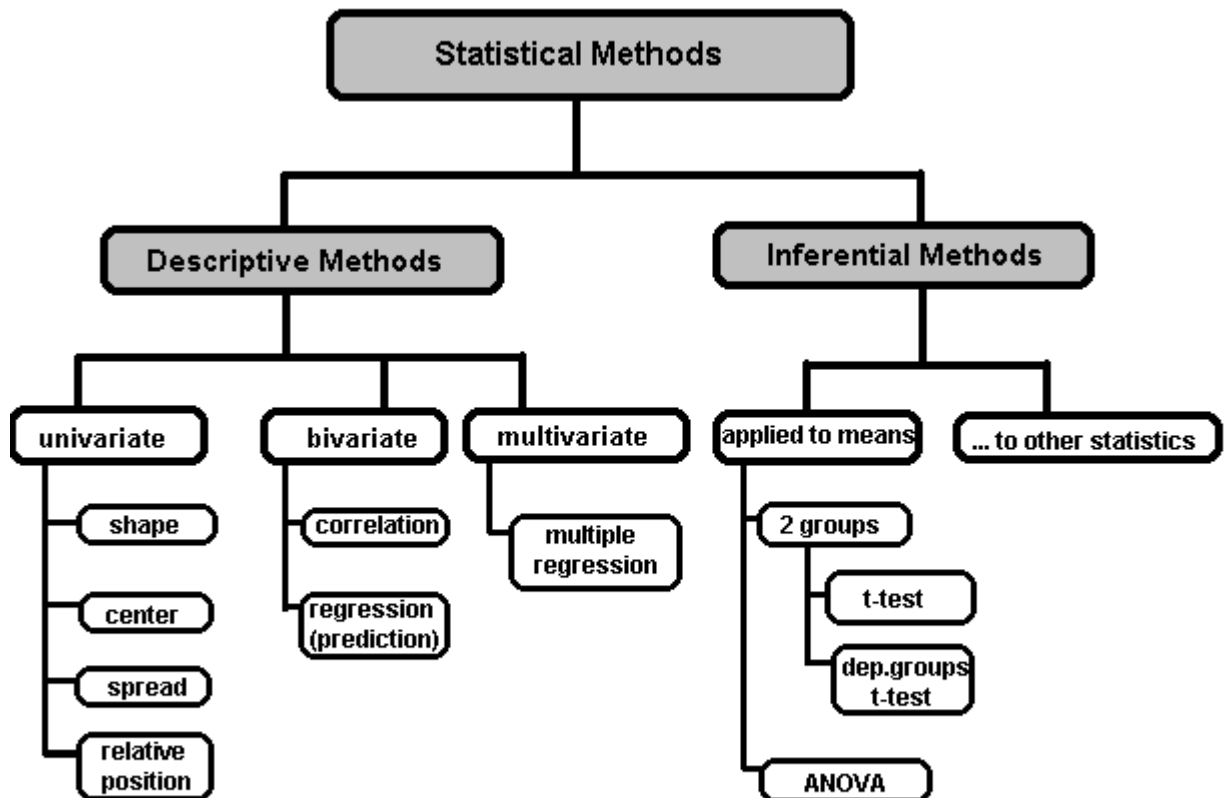 Statistical Methods
Descriptive Methods
Inferential Methods
univariate
bivariate
multivariate
applied to means
... to other statistics
shape
center
spread
relative
position
correlation
regression
(prediction)
multiple
regression
2 groups
t-test
dep.groups
t-test
ANOVA